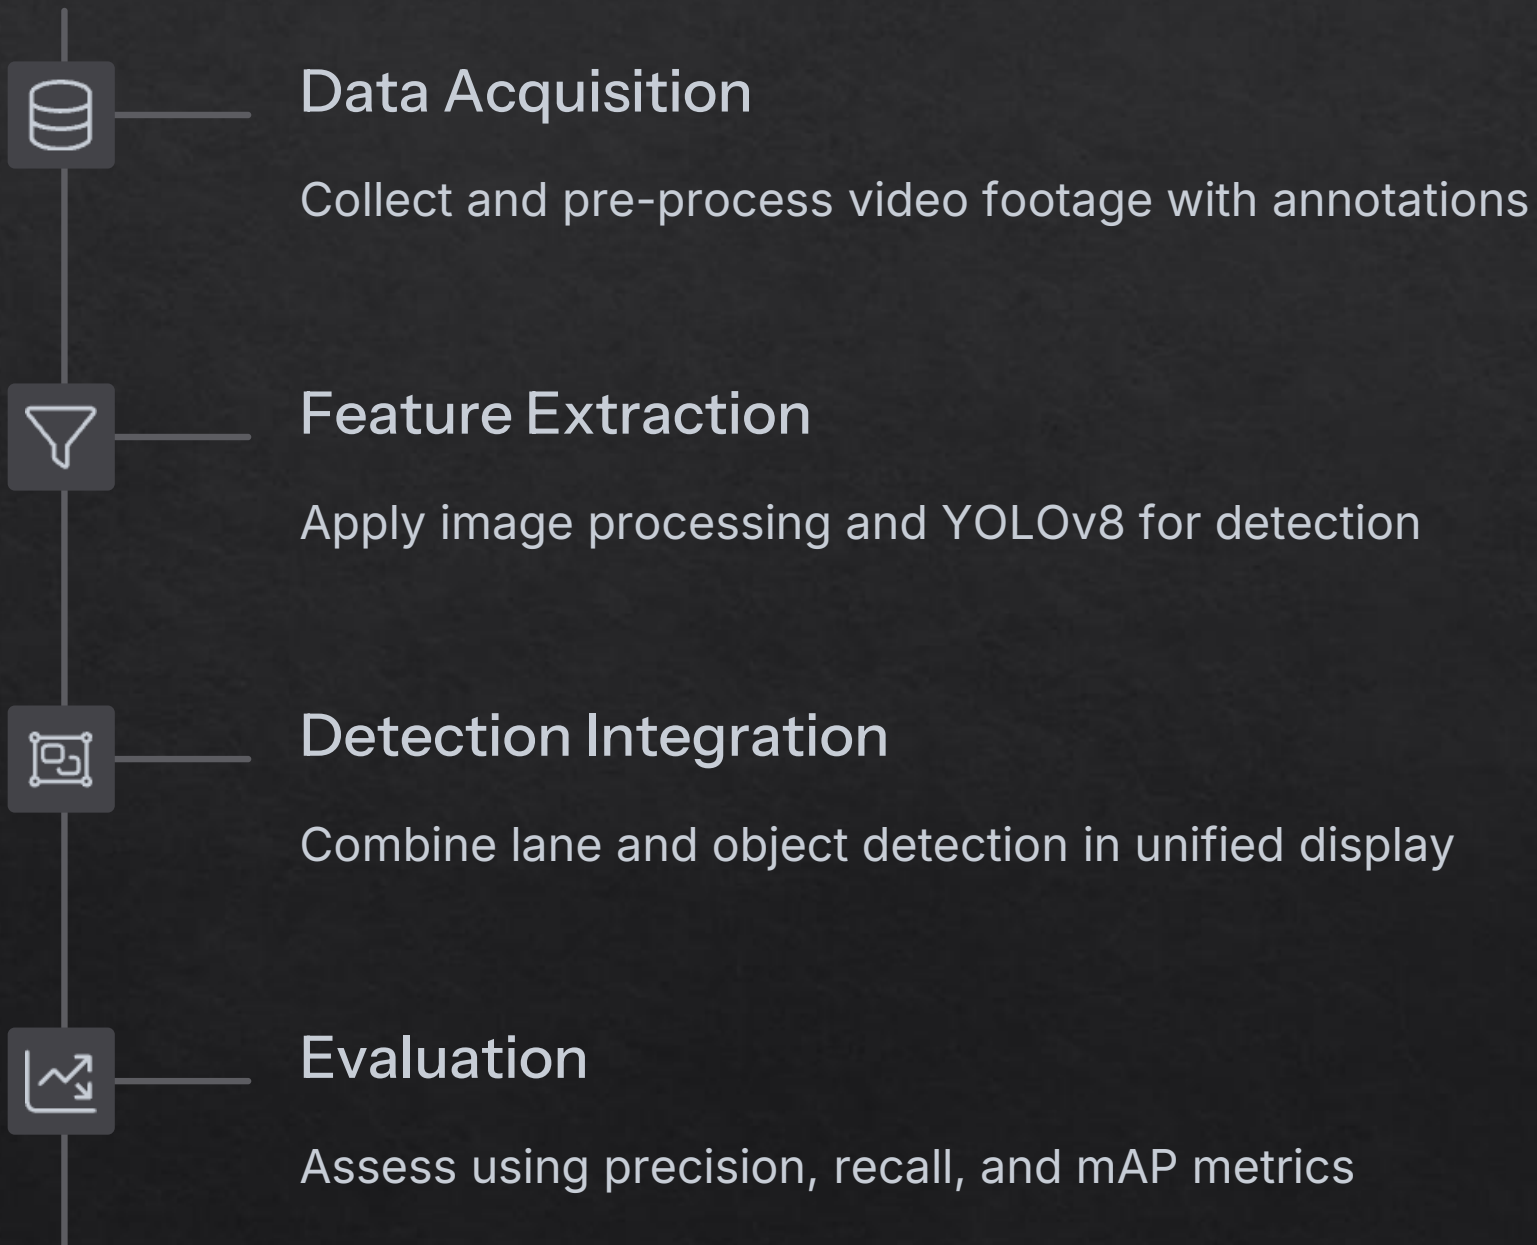 Data Acquisition
Collect and pre-process video footage with annotations
Feature Extraction
Apply image processing and YOLOv8 for detection
Detection Integration
Combine lane and object detection in unified display
Evaluation
Assess using precision, recall, and mAP metrics